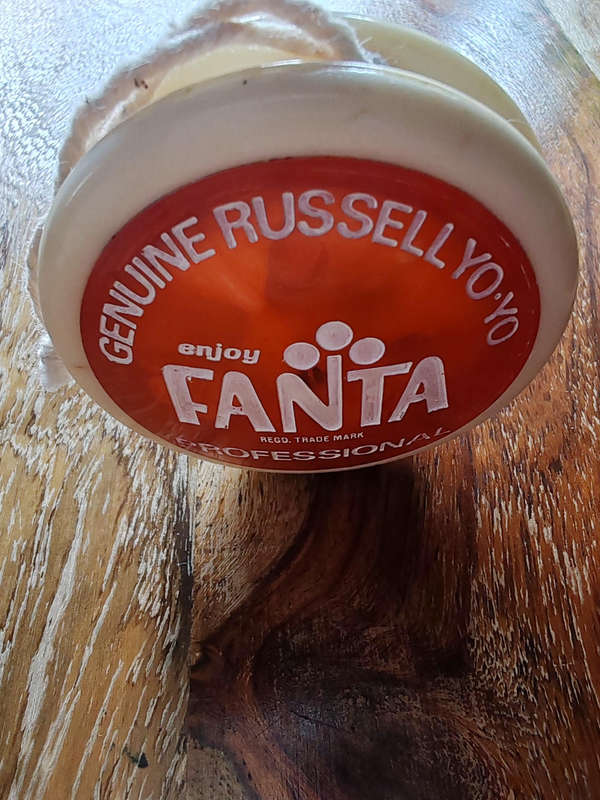 GENUINE RUSSELL YO·YO
enjoy
FANTA
REGD. TRADE MARK
PROFESSIONAL